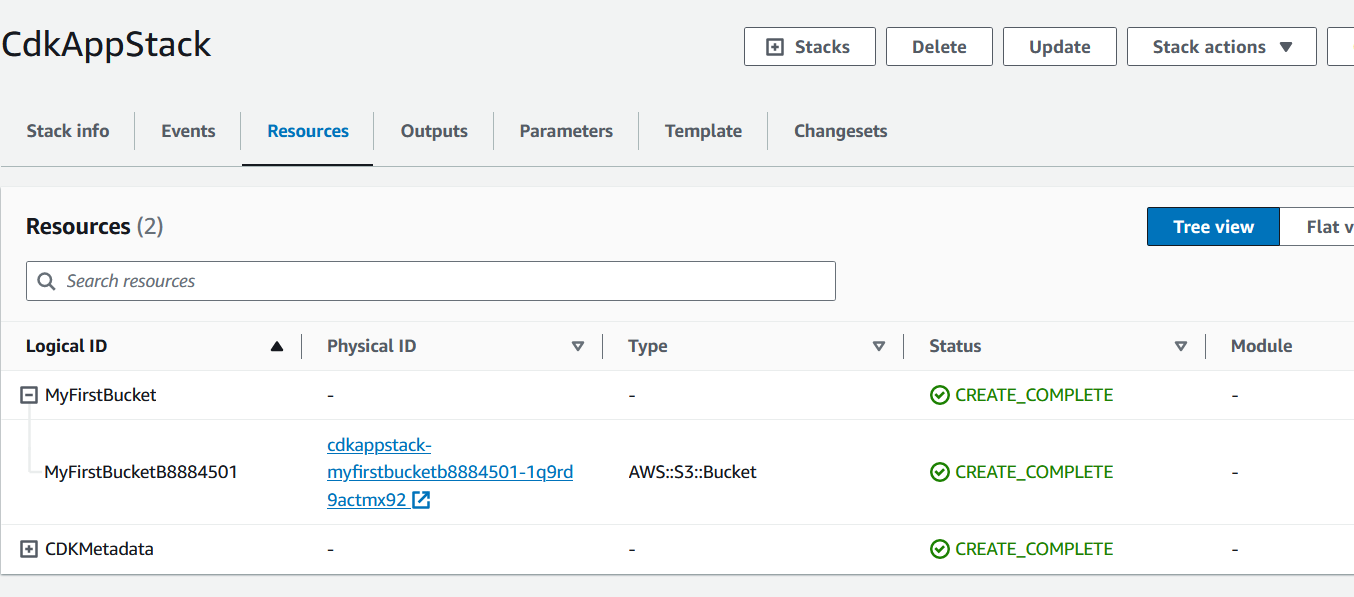 CdkAppStack
Stacks
Delete
Update
Stack actions
Stack info
Events
Resources
Outputs
Parameters
Template
Changesets
Resources (2)
Tree view
Flat v
Search resources
Logical ID
Physical ID
Type
Status
Module
MyFirstBucket
-
-
CREATE_COMPLETE
-
MyFirstBucketB8884501
cdkappstack-
myfirstbucketb8884501-1q9rd
9actmx92
AWS::S3::Bucket
CREATE_COMPLETE
-
CDKMetadata
-
-
CREATE_COMPLETE
-